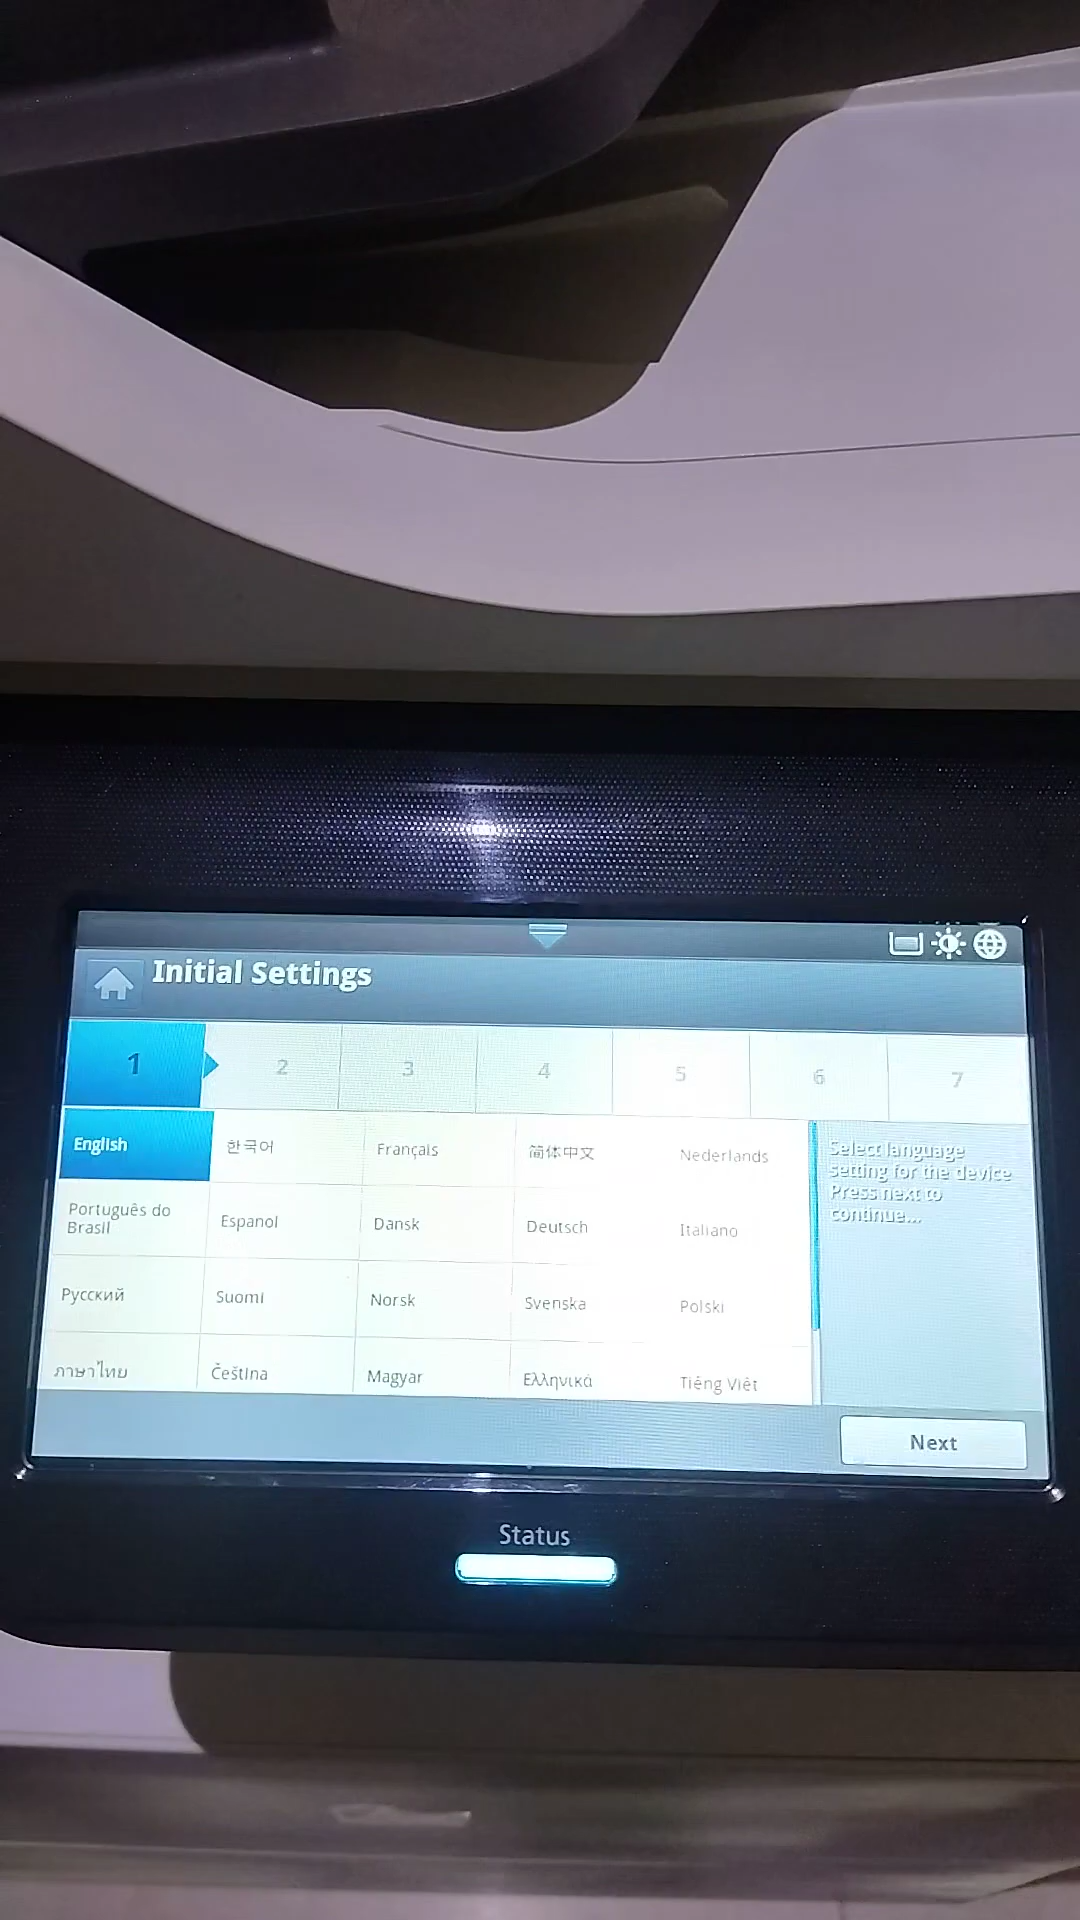 Initial Settings
1 2 3 4 5 6 7
English 한국어 Français 简体中文 Nederlands
Português do
Brasil
Espanol Dansk Deutsch Italiano
Русский Suomi Norsk Svenska Polski
ภาษาไทย Čeština Magyar Ελληνικά Tiếng Việt
Select language
setting for the device
Press next to
continue...
Next
Status